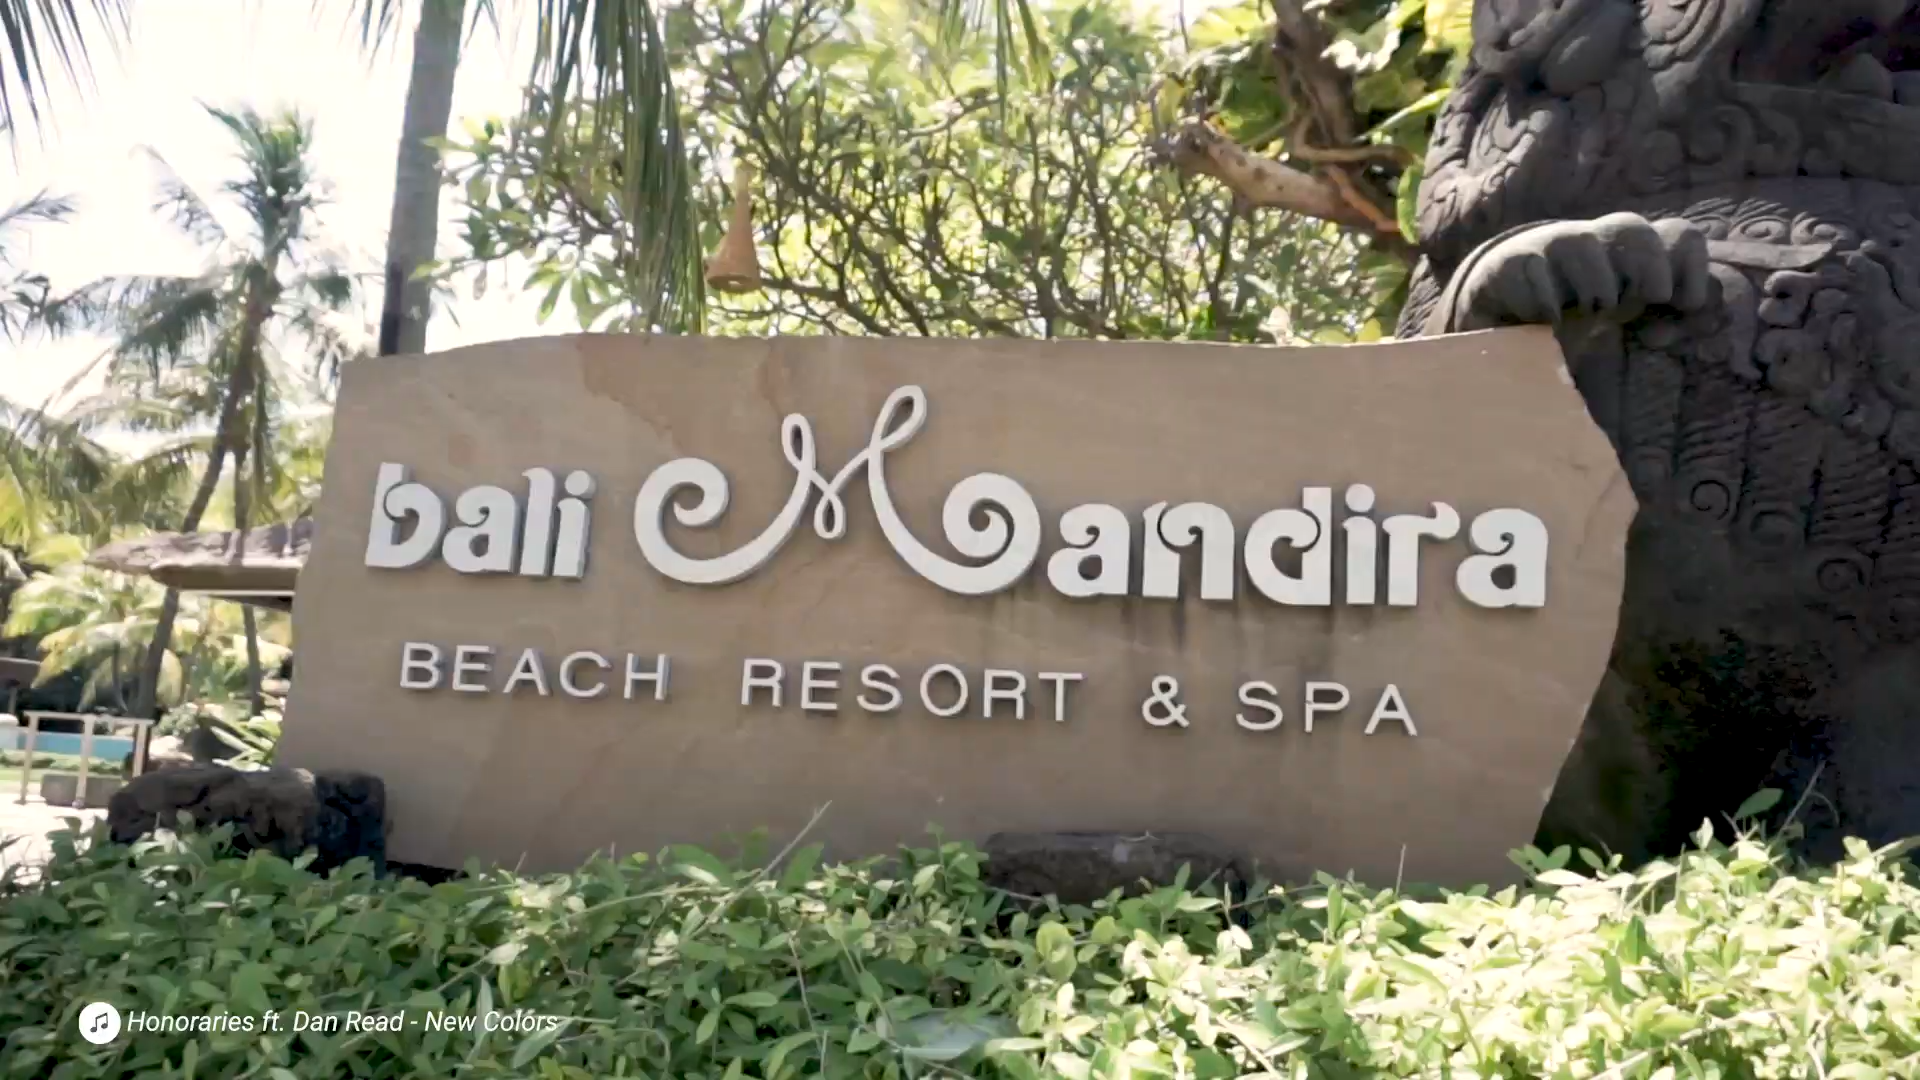 bali Mandira
BEACH RESORT & SPA
Honoraries ft. Dan Read - New Colors